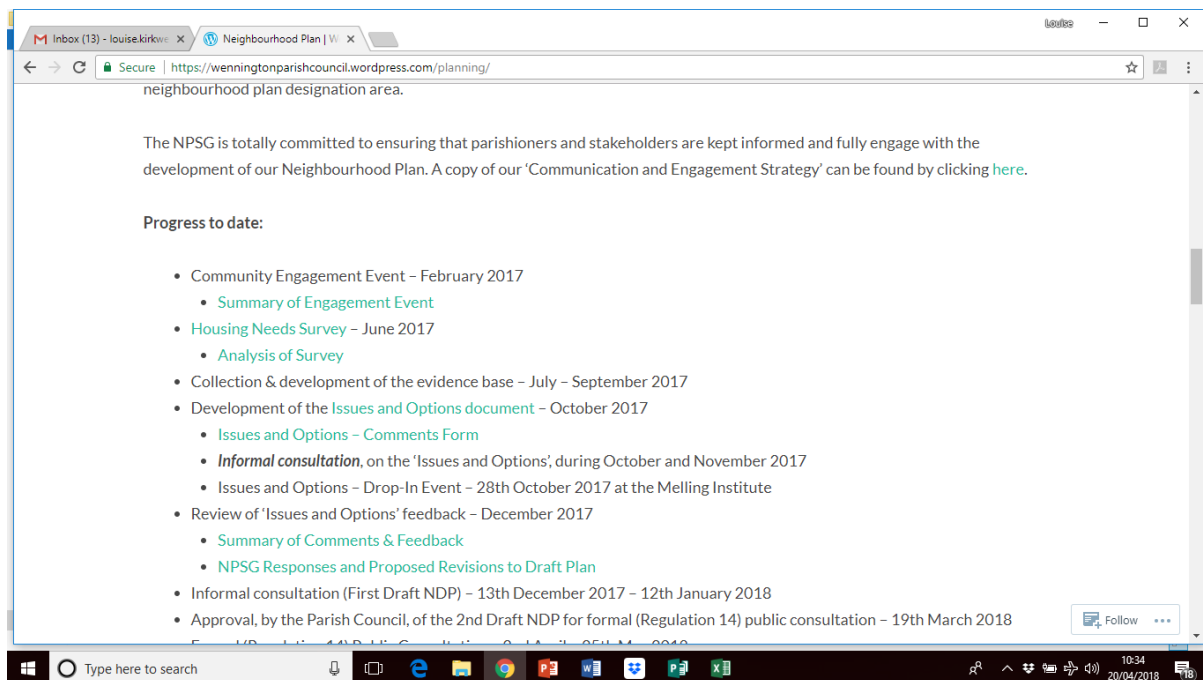 Louise
Inbox (13) - louise.kirkwe
Neighbourhood Plan | W
Secure | https://wenningtonparishcouncil.wordpress.com/planning/
neighbourhood plan designation area.
The NPSG is totally committed to ensuring that parishioners and stakeholders are kept informed and fully engage with the
development of our Neighbourhood Plan. A copy of our ‘Communication and Engagement Strategy’ can be found by clicking here.
Progress to date:
• Community Engagement Event – February 2017
• Summary of Engagement Event
• Housing Needs Survey – June 2017
• Analysis of Survey
• Collection & development of the evidence base – July – September 2017
• Development of the Issues and Options document – October 2017
• Issues and Options – Comments Form
• Informal consultation, on the ‘Issues and Options’, during October and November 2017
• Issues and Options – Drop-In Event – 28th October 2017 at the Melling Institute
• Review of ‘Issues and Options’ feedback – December 2017
• Summary of Comments & Feedback
• NPSG Responses and Proposed Revisions to Draft Plan
• Informal consultation (First Draft NDP) – 13th December 2017 – 12th January 2018
• Approval, by the Parish Council, of the 2nd Draft NDP for formal (Regulation 14) public consultation – 19th March 2018
Follow
Type here to search
10:34
20/04/2018
18